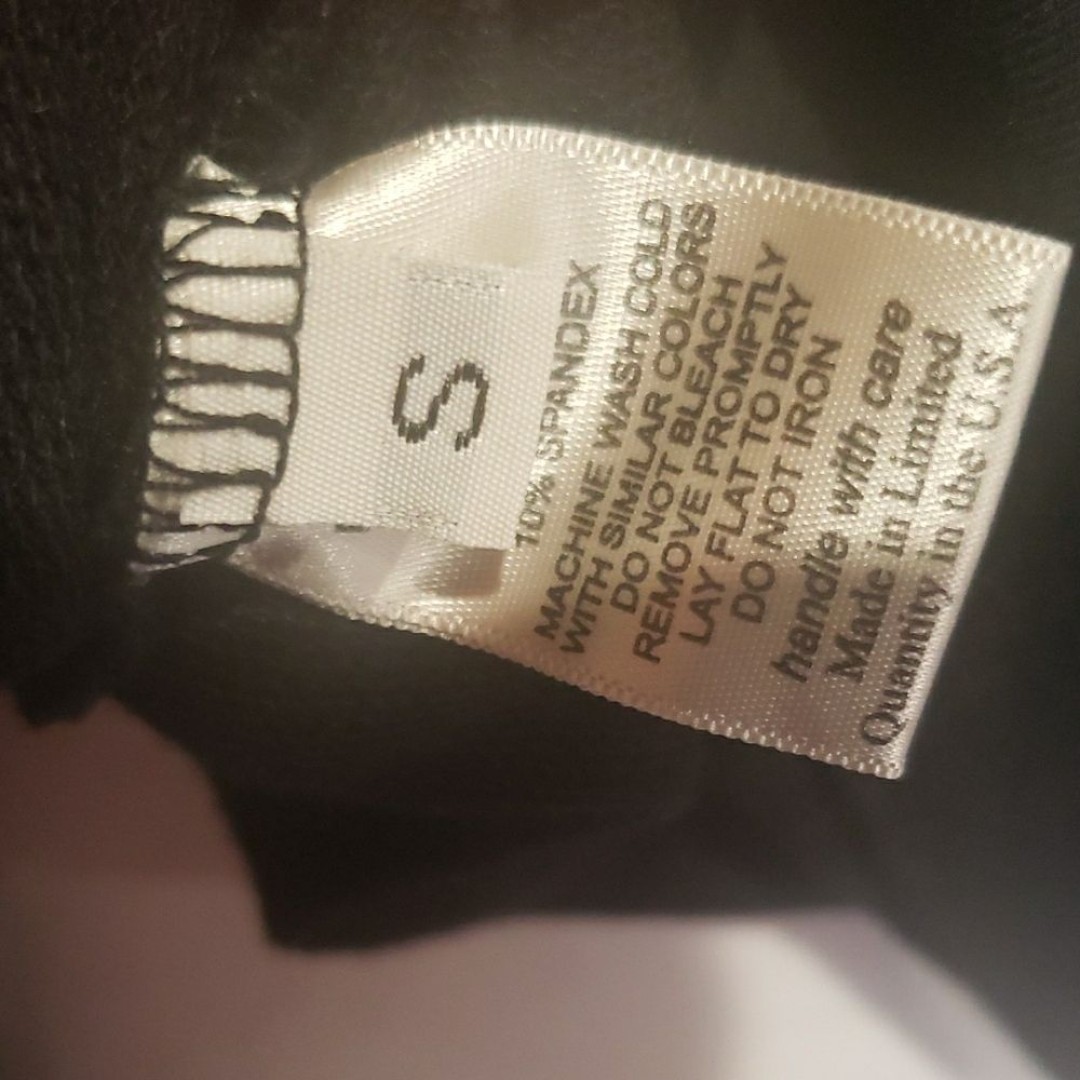 S
10% SPANDEX
MACHINE WASH COLD
WITH SIMILAR COLORS
DO NOT BLEACH
REMOVE PROMPTLY
LAY FLAT TO DRY
DO NOT IRON
handle with care
Made in Limited
Quantity in the U.S.A.